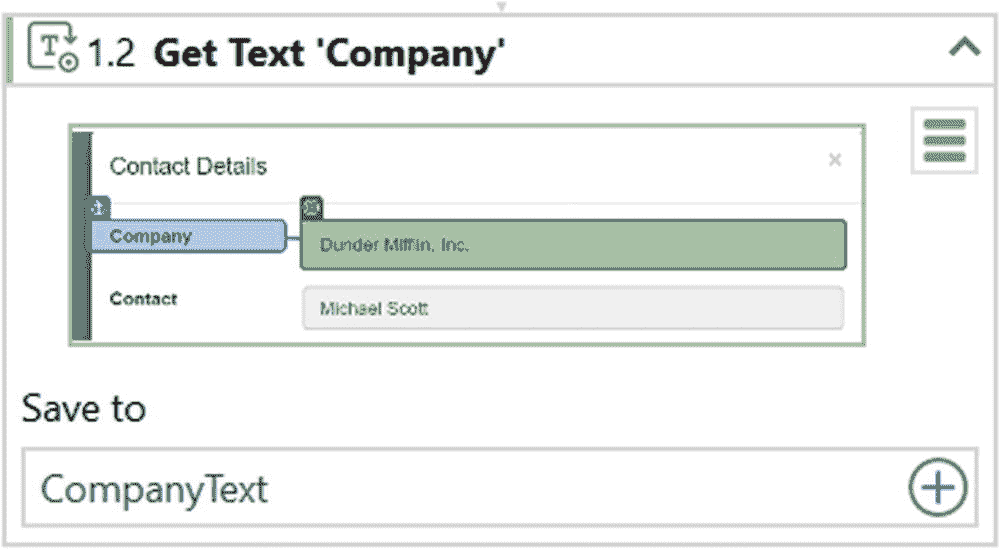 1.2 Get Text 'Company'
Contact Details ×
Company Dunder Mifflin, Inc.
Contact Michael Scott
Save to
CompanyText